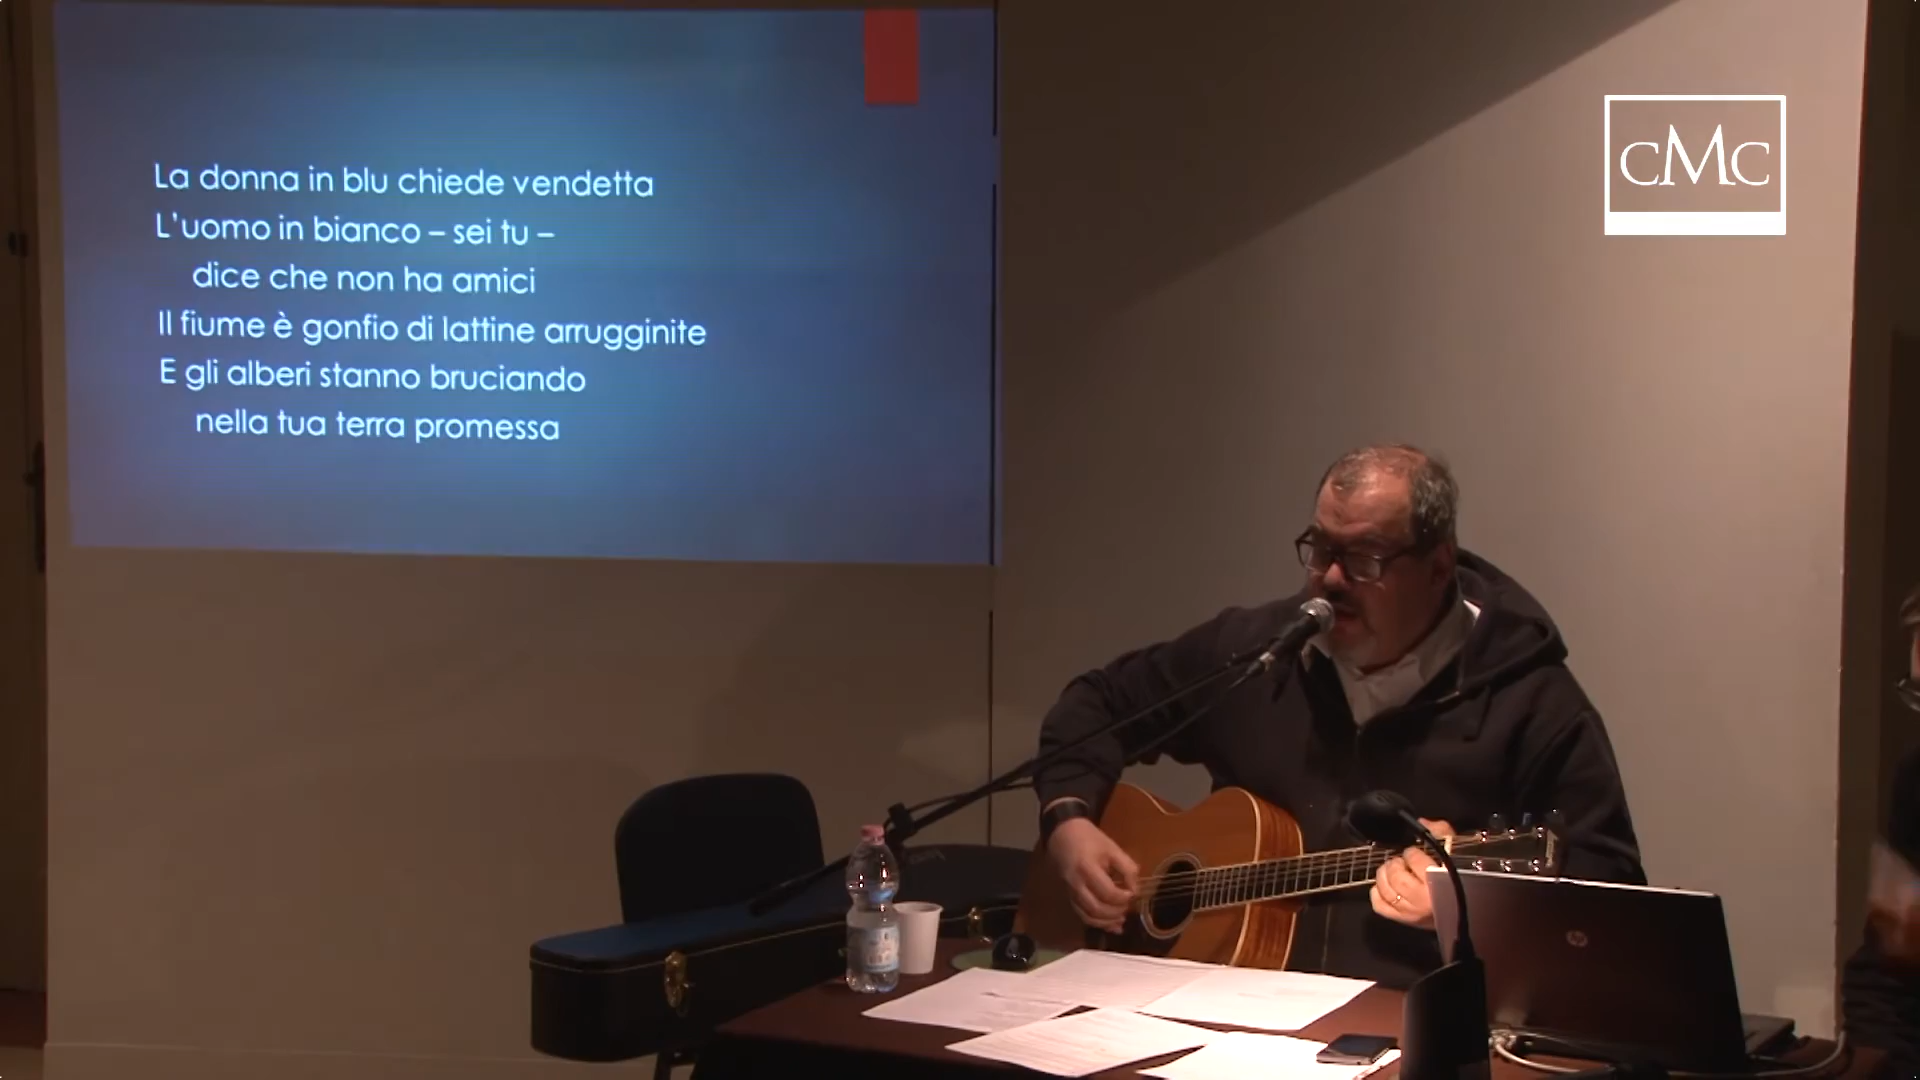 La donna in blu chiede vendetta
L'uomo in bianco – sei tu –
dice che non ha amici
Il fiume è gonfio di lattine arrugginite
E gli alberi stanno bruciando
nella tua terra promessa
CMC
hp